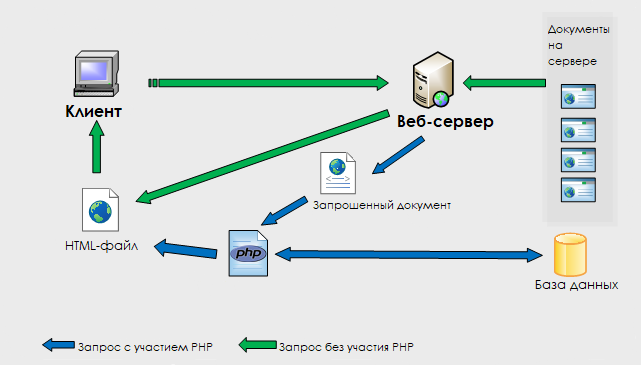 Документы
на
сервере
Клиент
Веб-сервер
Запрошенный документ
HTML-файл
php
База данных
Запрос с участием PHP
Запрос без участия PHP